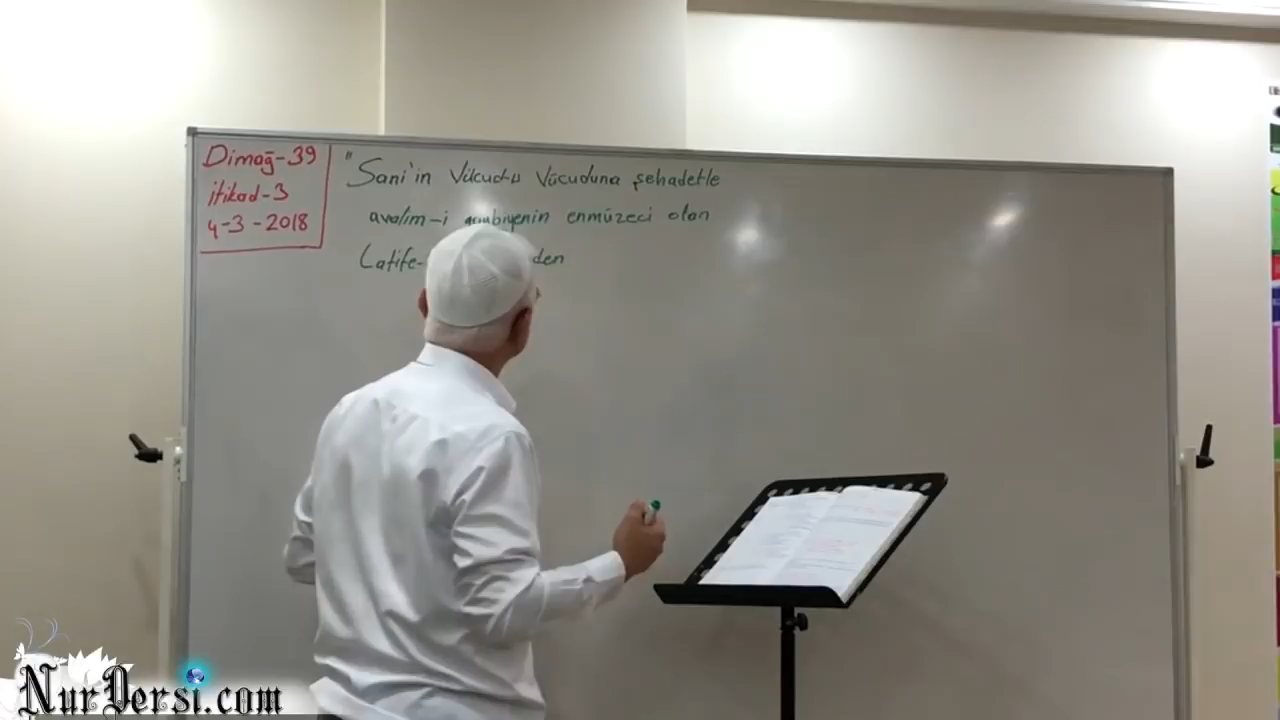 Dimağ-39
itikad-3
4-3-2018
"Sani'in Vücud-u Vücuduna şehadetle
avalim-i gaybiyenin enmüzeci olan
Latife-
den
NurDersi.com